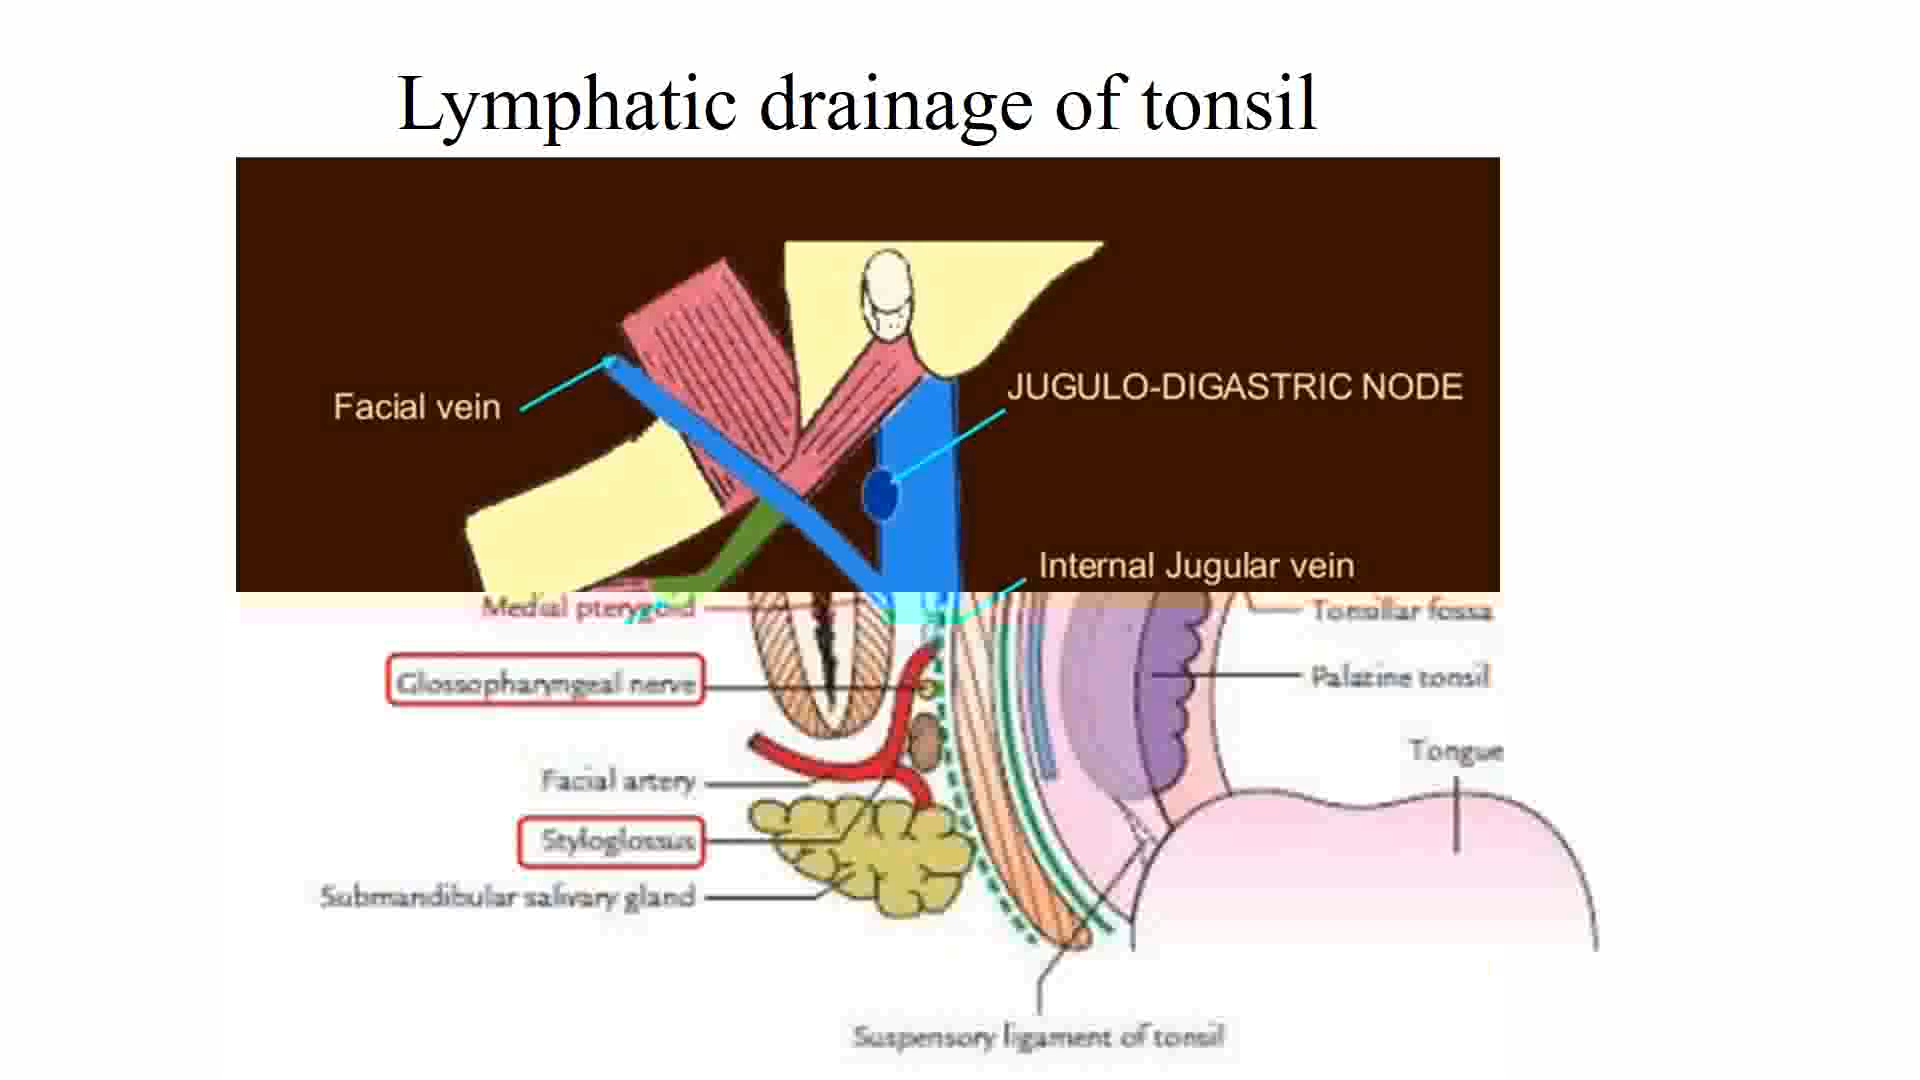 Lymphatic drainage of tonsil
Facial vein
JUGULO-DIGASTRIC NODE
Internal Jugular vein
Medial pterygoid
Tonsillar fossa
Glossopharyngeal nerve
Palatine tonsil
Tongue
Facial artery
Styloglossus
Submandibular salivary gland
Suspensory ligament of tonsil